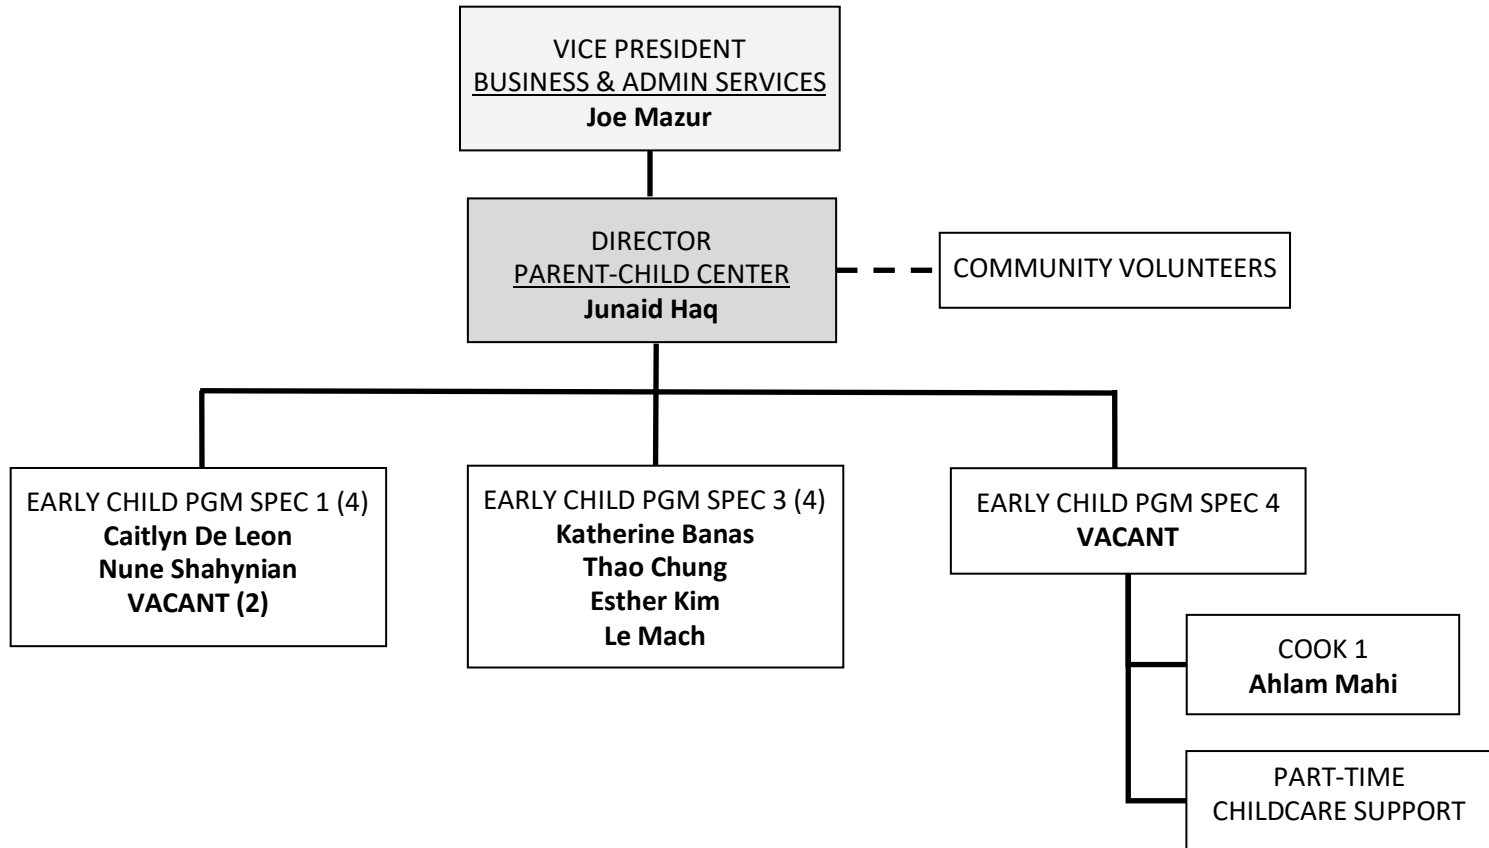 VICE PRESIDENT
BUSINESS & ADMIN SERVICES
Joe Mazur
DIRECTOR
PARENT-CHILD CENTER
Junaid Haq
COMMUNITY VOLUNTEERS
EARLY CHILD PGM SPEC 1 (4)
Caitlyn De Leon
Nune Shahynian
VACANT (2)
EARLY CHILD PGM SPEC 3 (4)
Katherine Banas
Thao Chung
Esther Kim
Le Mach
EARLY CHILD PGM SPEC 4
VACANT
COOK 1
Ahlam Mahi
PART-TIME
CHILDCARE SUPPORT